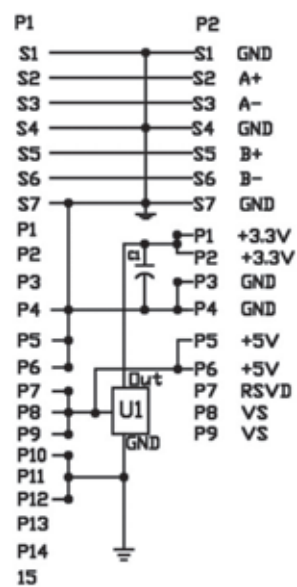 P1 P2
S1 S1 GND
S2 S2 A+
S3 S3 A-
S4 S4 GND
S5 S5 B+
S6 S6 B-
S7 S7 GND
P1 P1 +3.3V
P2 P2 +3.3V
P3 P3 GND
P4 P4 GND
P5 P5 +5V
P6 P6 +5V
Out
P7 P7 RSVD
P8 U1 P8 VS
P9 P9 VS
GND
P10
P11
P12
P13
P14
15